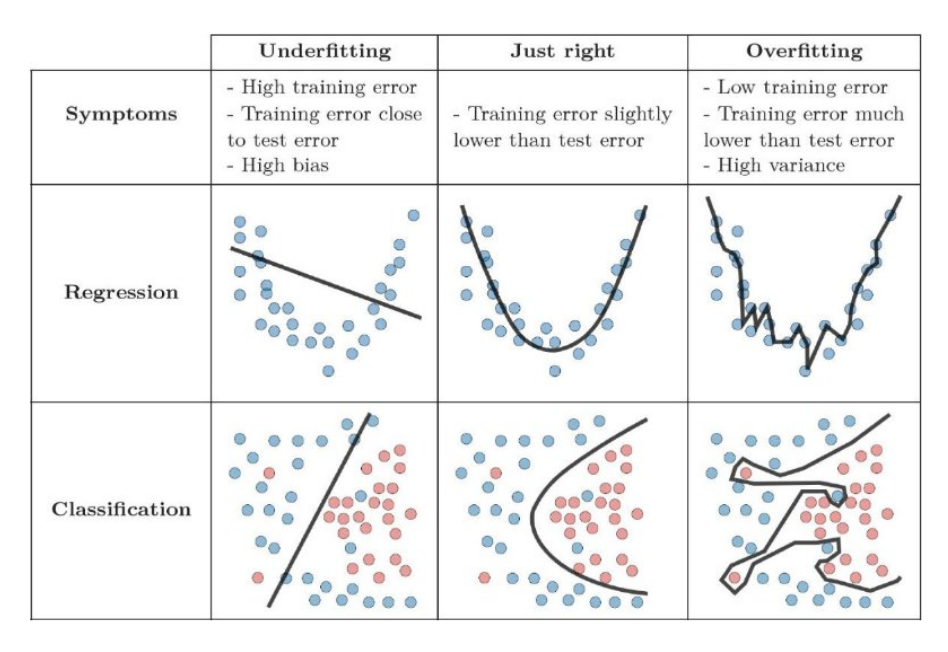 Underfitting
Just right
Overfitting
Symptoms
- High training error
- Training error close
to test error
- High bias
- Training error slightly
lower than test error
- Low training error
- Training error much
lower than test error
- High variance
Regression
Classification